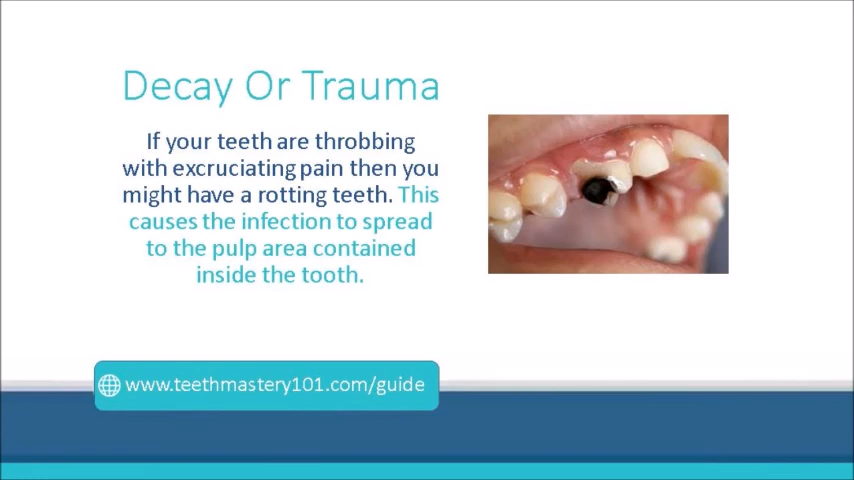 Decay Or Trauma
If your teeth are throbbing
with excruciating pain then you
might have a rotting teeth. This
causes the infection to spread
to the pulp area contained
inside the tooth.
www.teethmastery101.com/guide